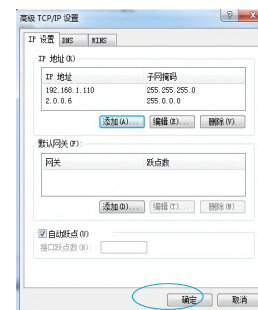 高级 TCP/IP 设置
IP 设置 DNS WINS
IP 地址(R)
IP 地址 子网掩码
192.168.1.110 255.255.255.0
2.0.0.6 255.0.0.0
添加(A)... 编辑(E)... 删除(V)
默认网关(F):
网关 跃点数
添加(D)... 编辑(T)... 删除(M)
自动跃点(U)
接口跃点数(N):
确定 取消